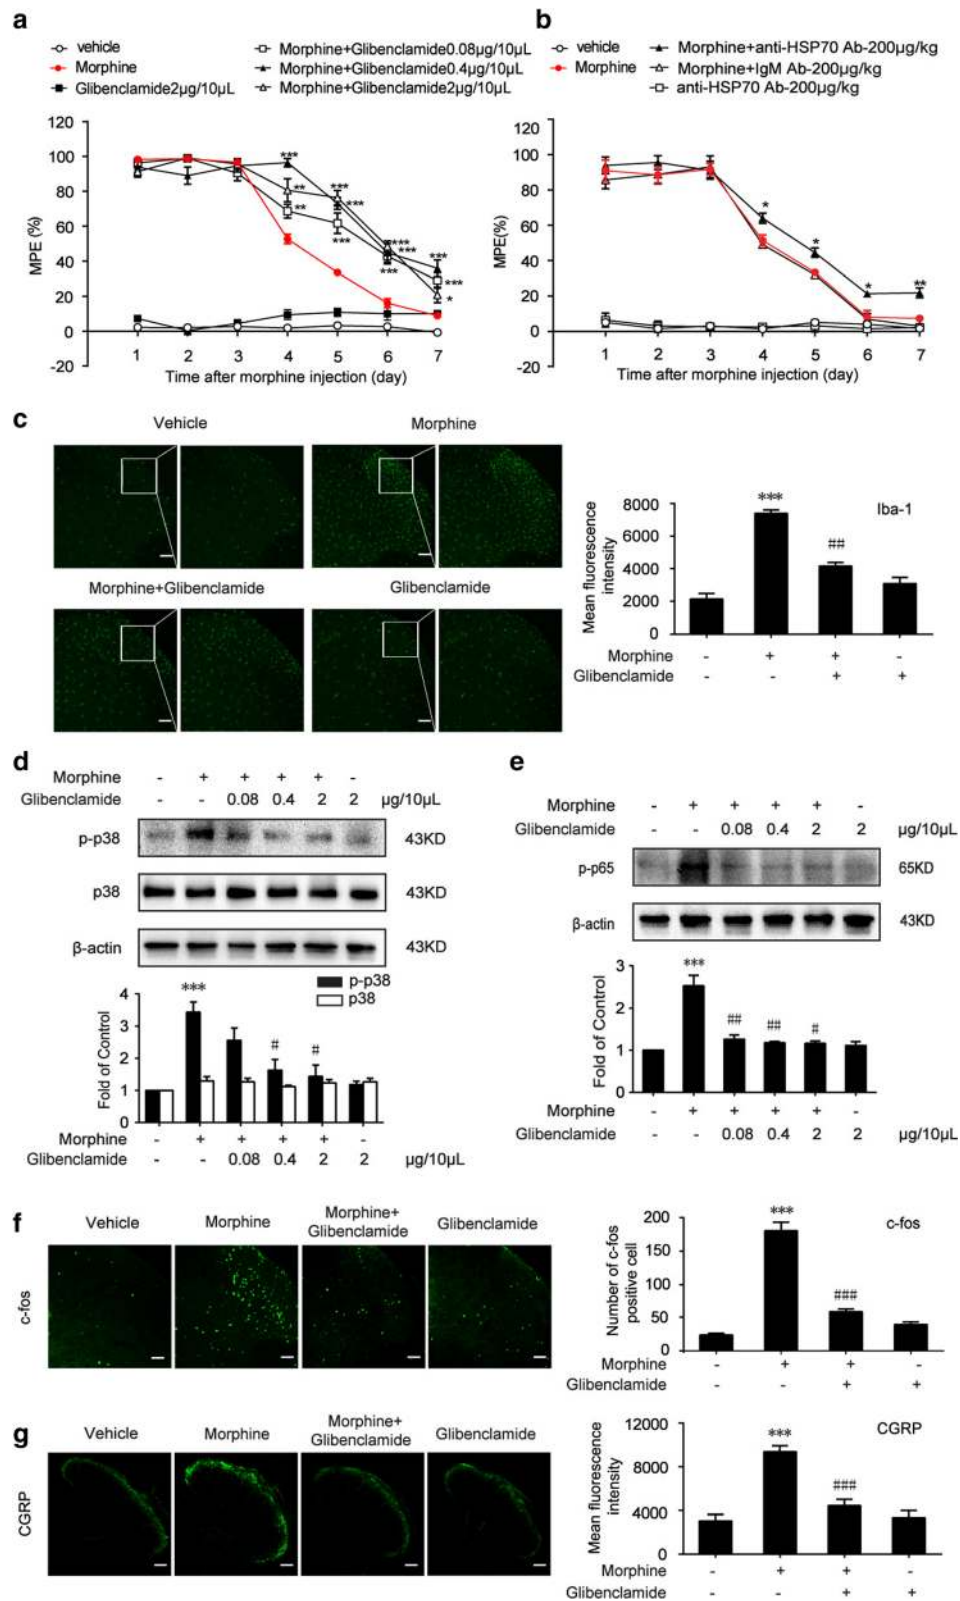 a
vehicle
Morphine
Glibenclamide2μg/10μL
Morphine+Glibenclamide0.08μg/10μL
Morphine+Glibenclamide0.4μg/10μL
Morphine+Glibenclamide2μg/10μL
120
100
80
60
40
20
0
-20
MPE (%)
***
**
**
***
***
***
***
***
***
***
***
*
1 2 3 4 5 6 7
Time after morphine injection (day)
b
vehicle
Morphine
Morphine+anti-HSP70 Ab-200μg/kg
Morphine+IgM Ab-200μg/kg
anti-HSP70 Ab-200μg/kg
120
100
80
60
40
20
0
-20
MPE(%)
*
*
*
**
1 2 3 4 5 6 7
Time after morphine injection (day)
c
Vehicle
Morphine
Morphine+Glibenclamide
Glibenclamide
Mean fluorescence
intensity
8000
6000
4000
2000
0
***
##
Iba-1
Morphine - + + -
Glibenclamide - - + +
d
Morphine - + + + + -
Glibenclamide - - 0.08 0.4 2 2 μg/10μL
p-p38 43KD
p38 43KD
β-actin 43KD
p-p38
p38
Fold of Control
4
3
2
1
0
***
#
#
Morphine - + + + + -
Glibenclamide - - 0.08 0.4 2 2 μg/10μL
e
Morphine - + + + + -
Glibenclamide - - 0.08 0.4 2 2 μg/10μL
p-p65 65KD
β-actin 43KD
Fold of Control
3
2
1
0
***
##
##
#
Morphine - + + + + -
Glibenclamide - - 0.08 0.4 2 2 μg/10μL
f
Vehicle
Morphine
Morphine+
Glibenclamide
Glibenclamide
c-fos
Number of c-fos
positive cell
200
150
100
50
0
***
###
c-fos
Morphine - + + -
Glibenclamide - - + +
g
Vehicle
Morphine
Morphine+
Glibenclamide
Glibenclamide
CGRP
Mean fluorescence
intensity
12000
8000
4000
0
***
###
CGRP
Morphine - + + -
Glibenclamide - - + +